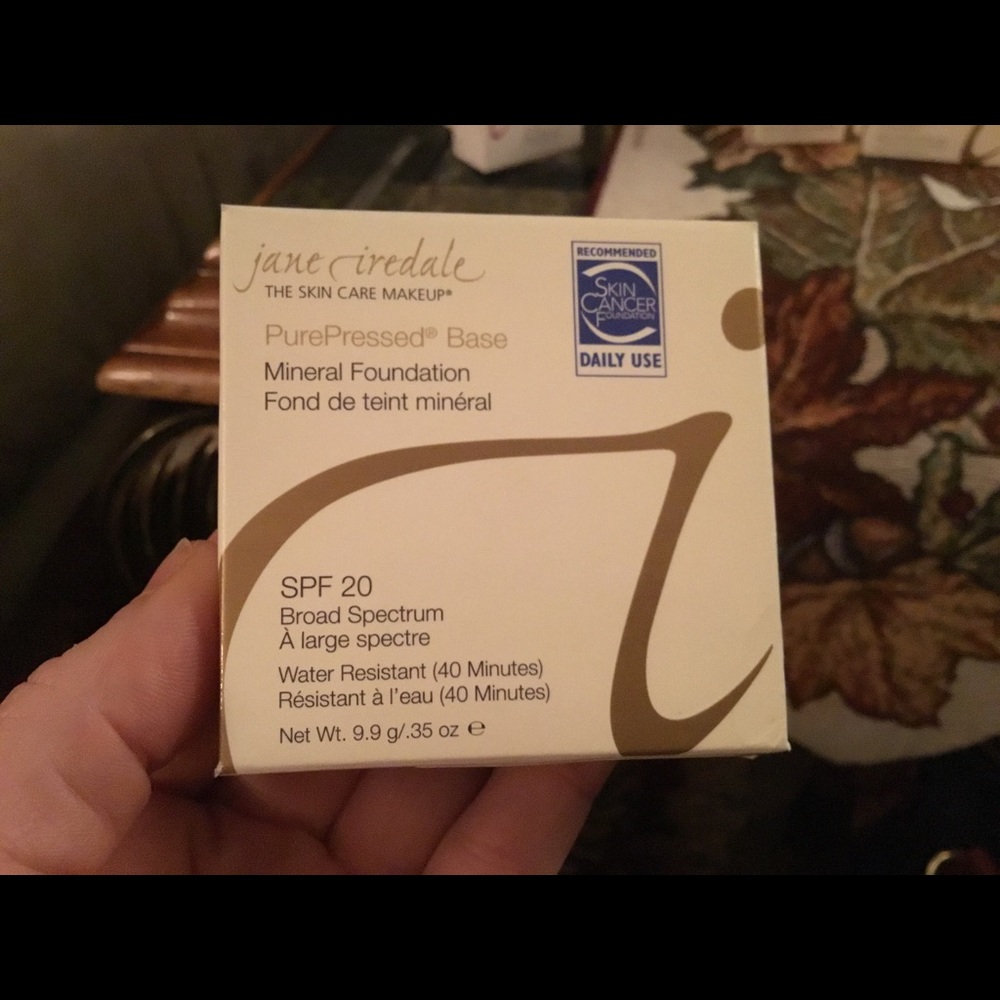 jane iredale
THE SKIN CARE MAKEUP®
PurePressed® Base
Mineral Foundation
Fond de teint minéral
RECOMMENDED
SKIN
CANCER
FOUNDATION
DAILY USE
SPF 20
Broad Spectrum
À large spectre
Water Resistant (40 Minutes)
Résistant à l'eau (40 Minutes)
Net Wt. 9.9 g/.35 oz ℮